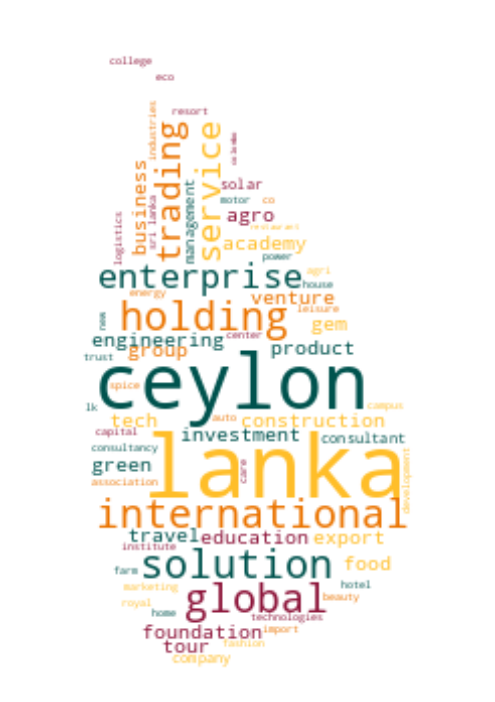 college
eco
resort
industries
trading
service
colombo
business
sri lanka
management
solar
motor co
logistics
agro
restaurant
academy
power
enterprise
agri
house
energy
venture
holding
leisure
new
gem
engineering
center
group
product
trust
ceylon
spice
lk
campus
tech
auto
construction
capital
investment
consultant
consultancy
lanka
green
care
association
development
international
travel
education
export
institute
solution
farm
food
hotel
marketing
global
beauty
royal
home
technologies
foundation
import
tour
fashion
company